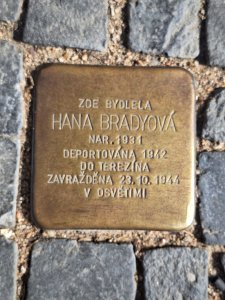 ZDE BYDLELA
HANA BRADYOVÁ
NAR. 1931
DEPORTOVÁNA 1942
DO TEREZÍNA
ZAVRAŽDĚNA 23.10.1944
V OSVĚTIMI